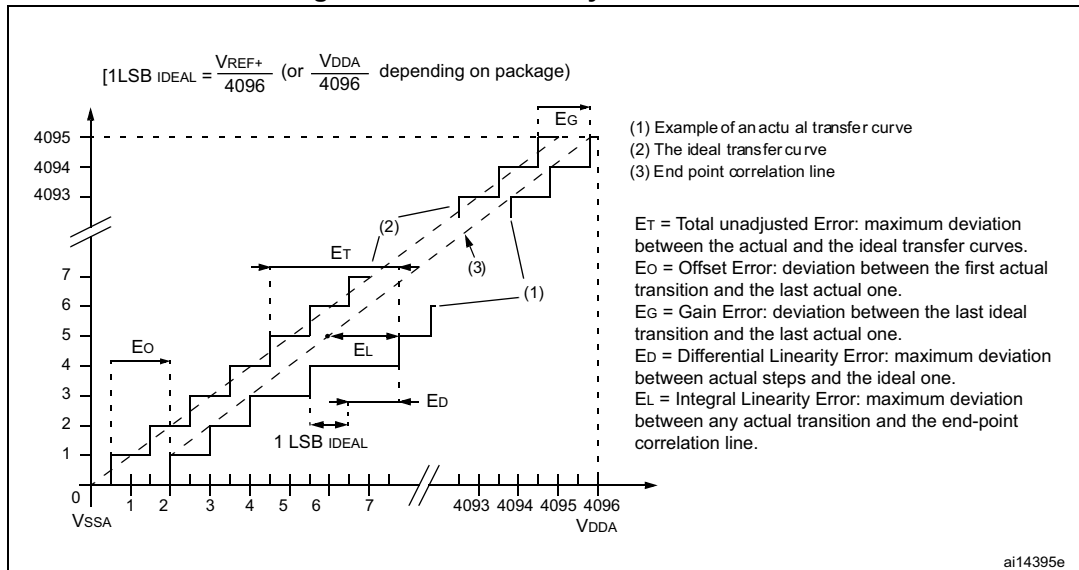 [1LSB IDEAL = VREF+ / 4096 (or VDDA / 4096 depending on package)
EG
4095
4094
4093
7
6
5
4
3
2
1
0
(1) Example of an actu al transfer curve
(2) The ideal transfer curve
(3) End point correlation line
(2)
ET
(3)
(1)
EO
EL
ED
1 LSB IDEAL
ET = Total unadjusted Error: maximum deviation
between the actual and the ideal transfer curves.
EO = Offset Error: deviation between the first actual
transition and the last actual one.
EG = Gain Error: deviation between the last ideal
transition and the last actual one.
ED = Differential Linearity Error: maximum deviation
between actual steps and the ideal one.
EL = Integral Linearity Error: maximum deviation
between any actual transition and the end-point
correlation line.
1 2 3 4 5 6 7 4093 4094 4095 4096
VSSA
VDDA
ai14395e